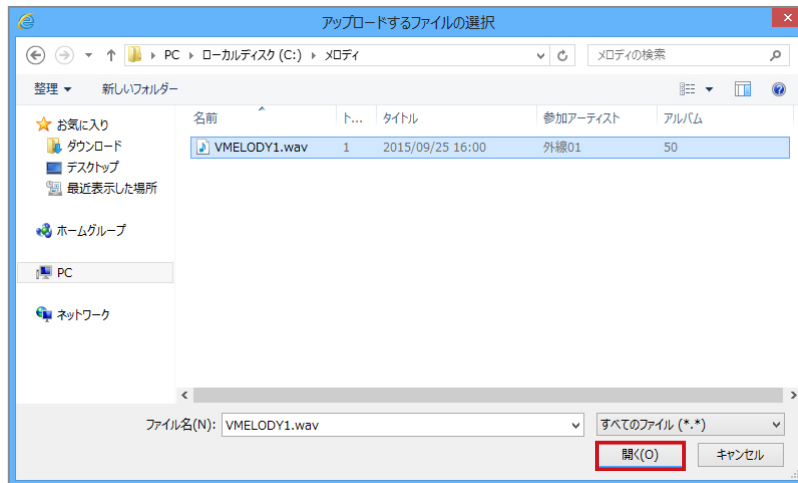 アップロードするファイルの選択
PC ローカルディスク (C:) メロディ メロディの検索
整理 新しいフォルダー
名前 ト... タイトル 参加アーティスト アルバム
VMELODY1.wav 1 2015/09/25 16:00 外線01 50
お気に入り
ダウンロード
デスクトップ
最近表示した場所
ホームグループ
PC
ネットワーク
ファイル名(N): VMELODY1.wav すべてのファイル (*.*)
開く(O) キャンセル